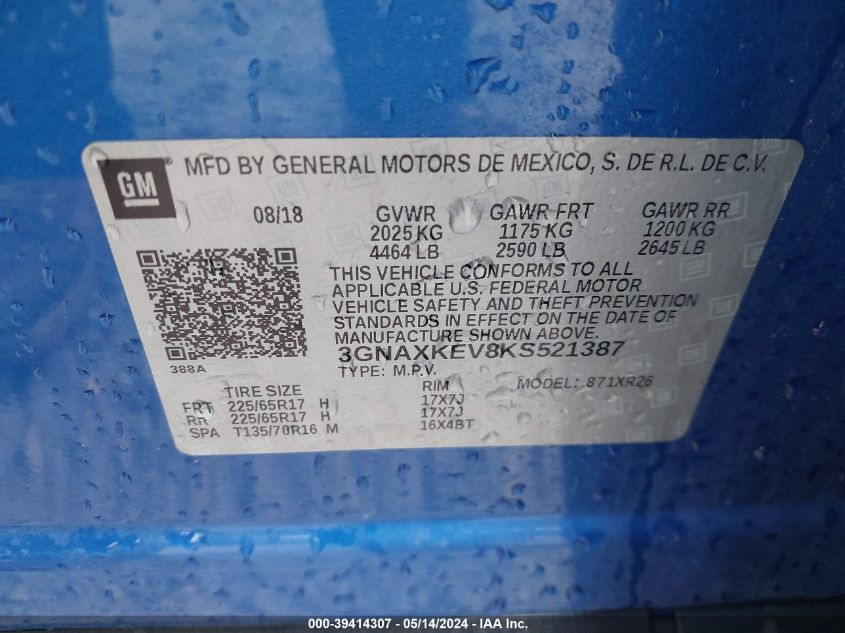 GM
MFD BY GENERAL MOTORS DE MEXICO, S. DE R.L. DE C.V.
08/18 GVWR GAWR FRT GAWR RR
2025 KG 1175 KG 1200 KG
4464 LB 2590 LB 2645 LB
THIS VEHICLE CONFORMS TO ALL
APPLICABLE U.S. FEDERAL MOTOR
VEHICLE SAFETY AND THEFT PREVENTION
STANDARDS IN EFFECT ON THE DATE OF
MANUFACTURE SHOWN ABOVE.
3GNAXKEV8KS521387
388A
TYPE: M.P.V. MODEL: 871XR26
TIRE SIZE RIM
FRT 225/65R17 H 17X7J
RR 225/65R17 H 17X7J
SPA T135/70R16 M 16X4BT
000-39414307 - 05/14/2024 - IAA Inc.